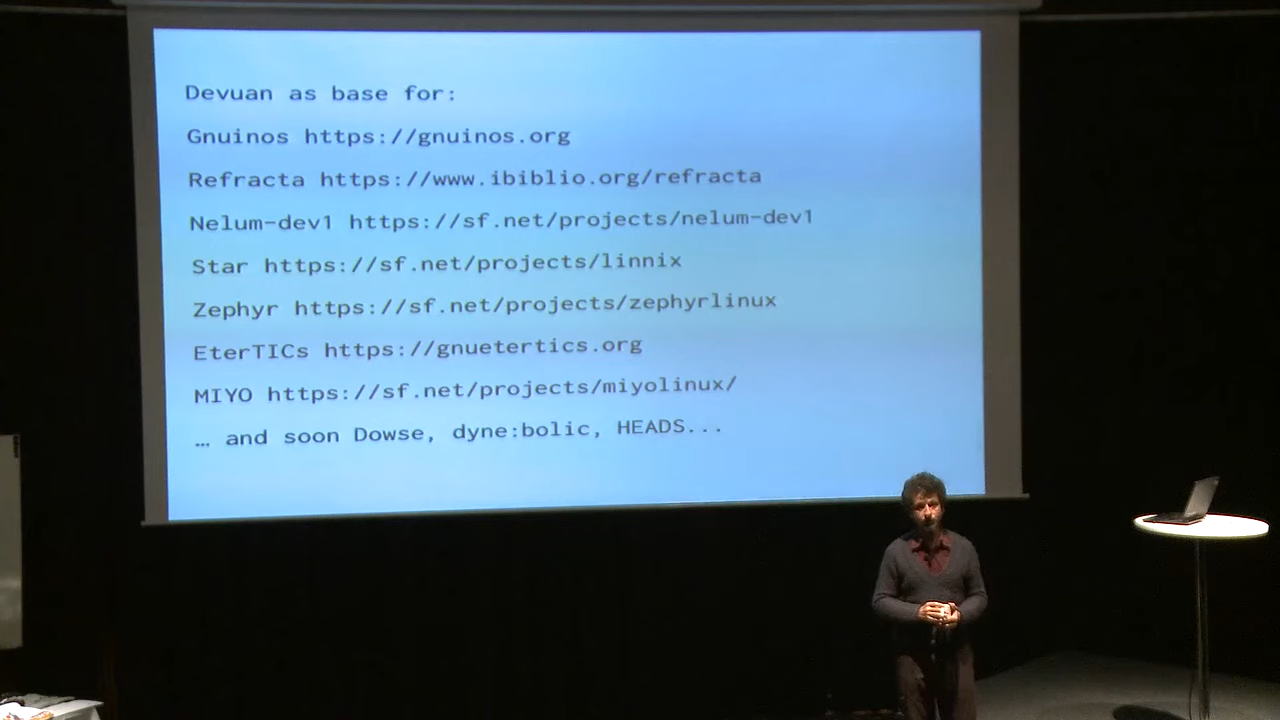 Devuan as base for:
Gnuinos https://gnuinos.org
Refracta https://www.ibiblio.org/refracta
Nelum-dev1 https://sf.net/projects/nelum-dev1
Star https://sf.net/projects/linnix
Zephyr https://sf.net/projects/zephyrlinux
EterTICs https://gnuetertics.org
MIYO https://sf.net/projects/miyolinux/
… and soon Dowse, dyne:bolic, HEADS...